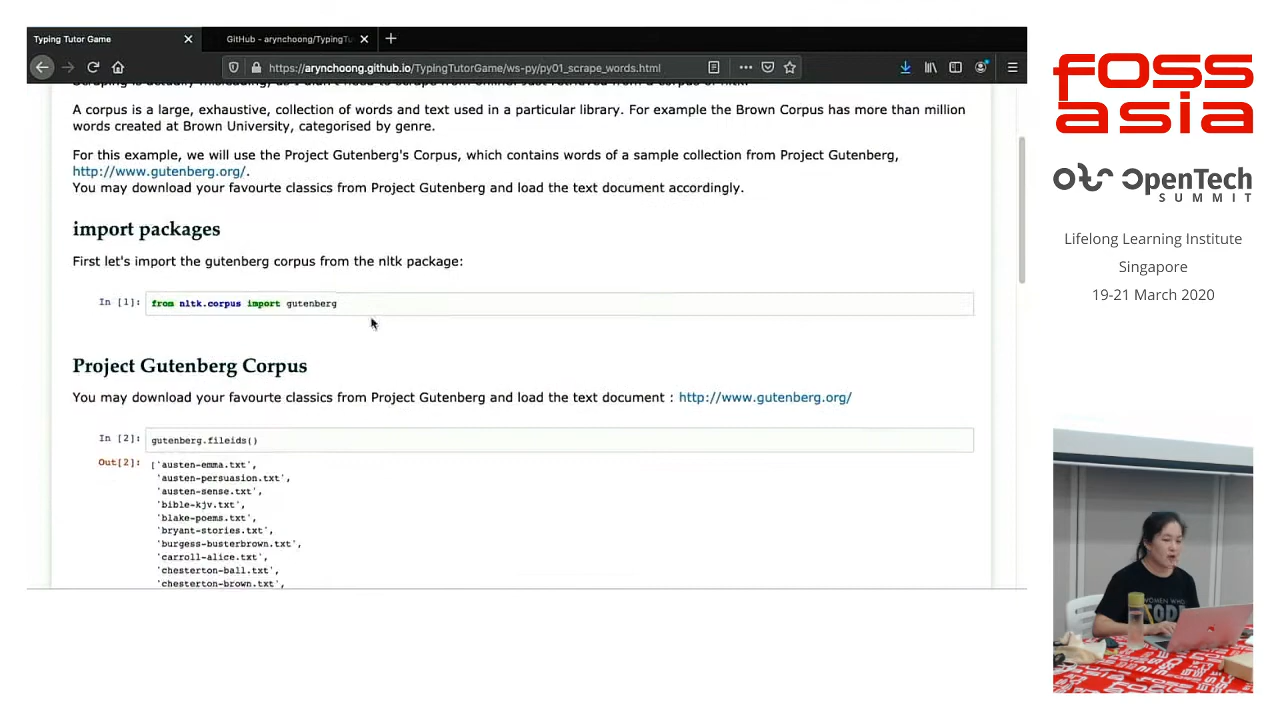 Typing Tutor Game
GitHub - arynchoong/TypingTu
https://arynchoong.github.io/TypingTutorGame/ws-py/py01_scrape_words.html
A corpus is a large, exhaustive, collection of words and text used in a particular library. For example the Brown Corpus has more than million
words created at Brown University, categorised by genre.
For this example, we will use the Project Gutenberg's Corpus, which contains words of a sample collection from Project Gutenberg,
http://www.gutenberg.org/.
You may download your favourte classics from Project Gutenberg and load the text document accordingly.
import packages
First let's import the gutenberg corpus from the nltk package:
In [1]: from nltk.corpus import gutenberg
Project Gutenberg Corpus
You may download your favourte classics from Project Gutenberg and load the text document : http://www.gutenberg.org/
In [2]: gutenberg.fileids()
Out[2]: ['austen-emma.txt',
'austen-persuasion.txt',
'austen-sense.txt',
'bible-kjv.txt',
'blake-poems.txt',
'bryant-stories.txt',
'burgess-busterbrown.txt',
'carroll-alice.txt',
'chesterton-ball.txt',
'chesterton-brown.txt',
FOSS
asia
OpenTech
SUMMIT
Lifelong Learning Institute
Singapore
19-21 March 2020
WOMEN WHO
CODE
FOSS
asia